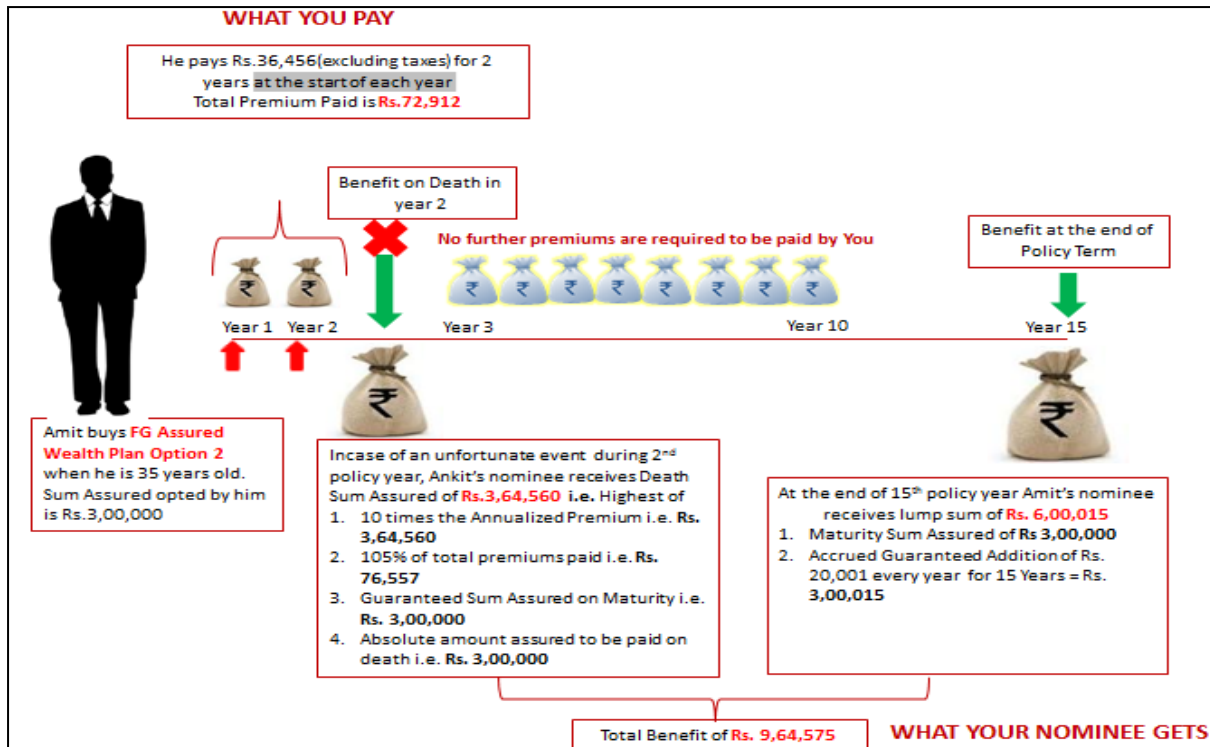 WHAT YOU PAY
He pays Rs.36,456(excluding taxes) for 2
years at the start of each year
Total Premium Paid is Rs.72,912
Benefit on Death in
year 2
No further premiums are required to be paid by You
Benefit at the end of
Policy Term
₹ ₹ ₹ ₹ ₹ ₹ ₹ ₹ ₹ ₹
Year 1 Year 2 Year 3 Year 10 Year 15
₹ ₹
Amit buys FG Assured
Wealth Plan Option 2
when he is 35 years old.
Sum Assured opted by him
is Rs.3,00,000
Incase of an unfortunate event during 2nd
policy year, Ankit's nominee receives Death
Sum Assured of Rs.3,64,560 i.e. Highest of
1. 10 times the Annualized Premium i.e. Rs.
3,64,560
2. 105% of total premiums paid i.e. Rs.
76,557
3. Guaranteed Sum Assured on Maturity i.e.
Rs. 3,00,000
4. Absolute amount assured to be paid on
death i.e. Rs. 3,00,000
At the end of 15th policy year Amit's nominee
receives lump sum of Rs. 6,00,015
1. Maturity Sum Assured of Rs 3,00,000
2. Accrued Guaranteed Addition of Rs.
20,001 every year for 15 Years = Rs.
3,00,015
Total Benefit of Rs. 9,64,575
WHAT YOUR NOMINEE GETS